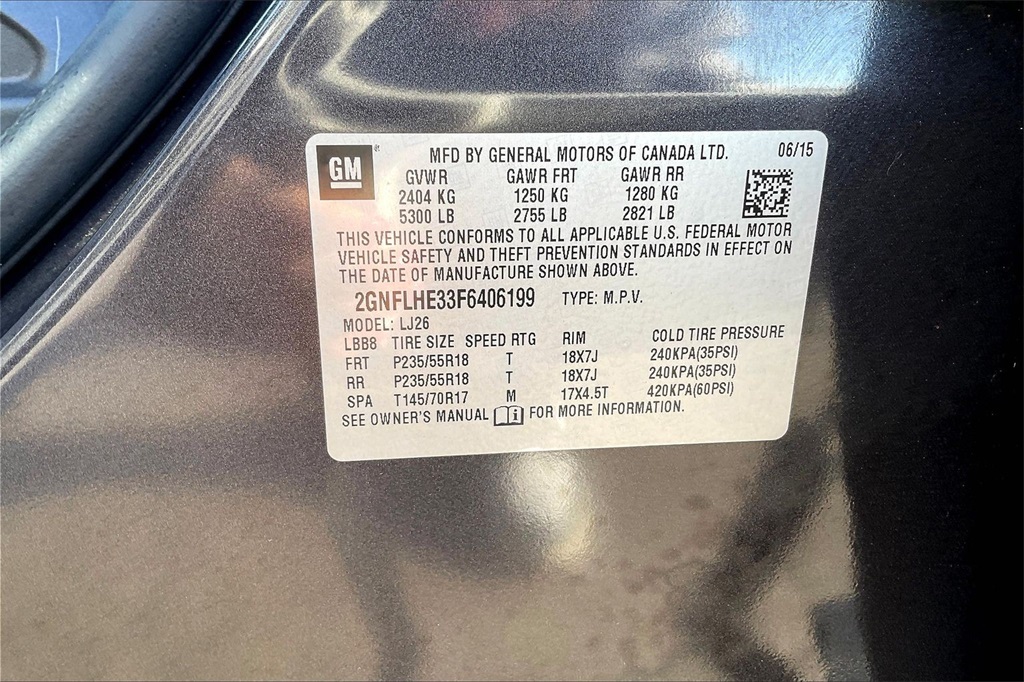 GM® MFD BY GENERAL MOTORS OF CANADA LTD. 06/15
GVWR GAWR FRT GAWR RR
2404 KG 1250 KG 1280 KG
5300 LB 2755 LB 2821 LB
THIS VEHICLE CONFORMS TO ALL APPLICABLE U.S. FEDERAL MOTOR
VEHICLE SAFETY AND THEFT PREVENTION STANDARDS IN EFFECT ON
THE DATE OF MANUFACTURE SHOWN ABOVE.
2GNFLHE33F6406199 TYPE: M.P.V.
MODEL: LJ26
LBB8 TIRE SIZE SPEED RTG RIM COLD TIRE PRESSURE
FRT P235/55R18 T 18X7J 240KPA(35PSI)
RR P235/55R18 T 18X7J 240KPA(35PSI)
SPA T145/70R17 M 17X4.5T 420KPA(60PSI)
SEE OWNER'S MANUAL i FOR MORE INFORMATION.